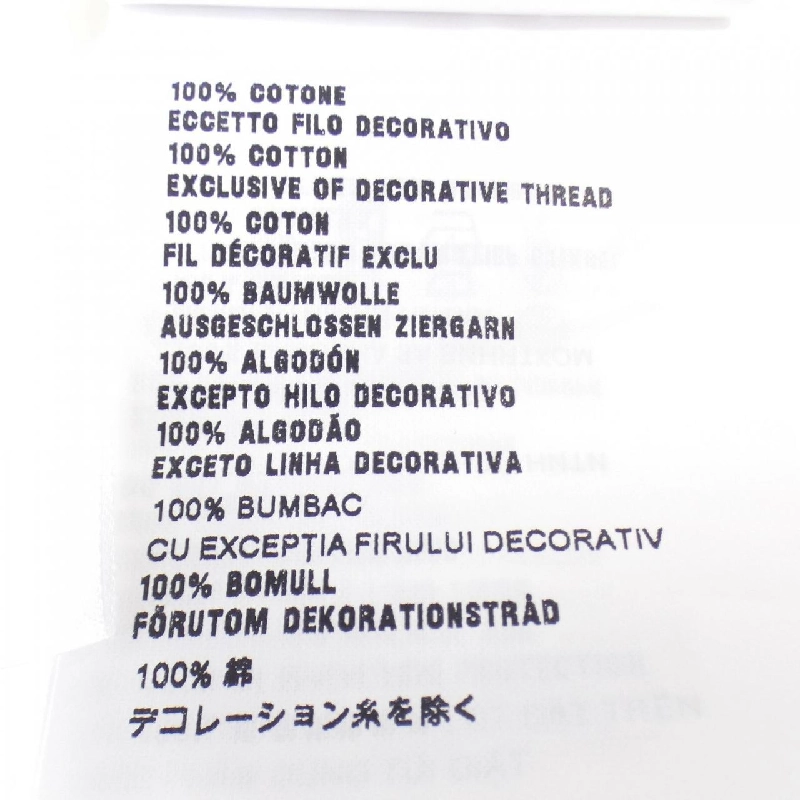 100% COTONE
ECCETTO FILO DECORATIVO
100% COTTON
EXCLUSIVE OF DECORATIVE THREAD
100% COTON
FIL DÉCORATIF EXCLU
100% BAUMWOLLE
AUSGESCHLOSSEN ZIERGARN
100% ALGODÓN
EXCEPTO HILO DECORATIVO
100% ALGODÃO
EXCETO LINHA DECORATIVA
100% BUMBAC
CU EXCEPŢIA FIRULUI DECORATIV
100% BOMULL
FÖRUTOM DEKORATIONSTRÅD
100% 綿
デコレーション糸を除く